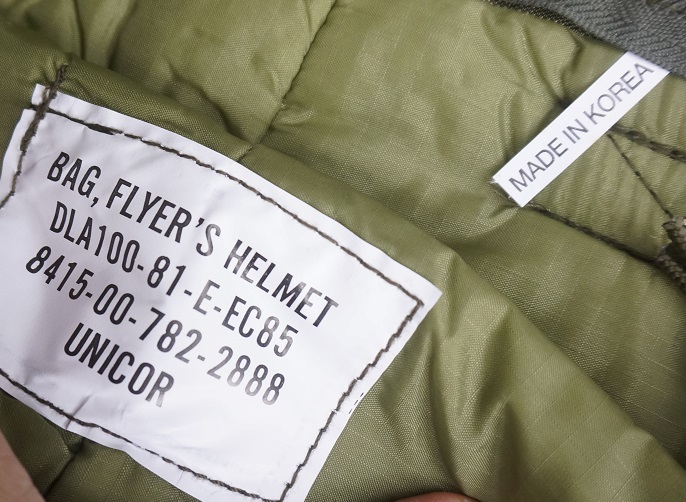 BAG, FLYER'S HELMET
DLA100-81-E-EC85
8415-00-782-2888
UNICOR
MADE IN KOREA